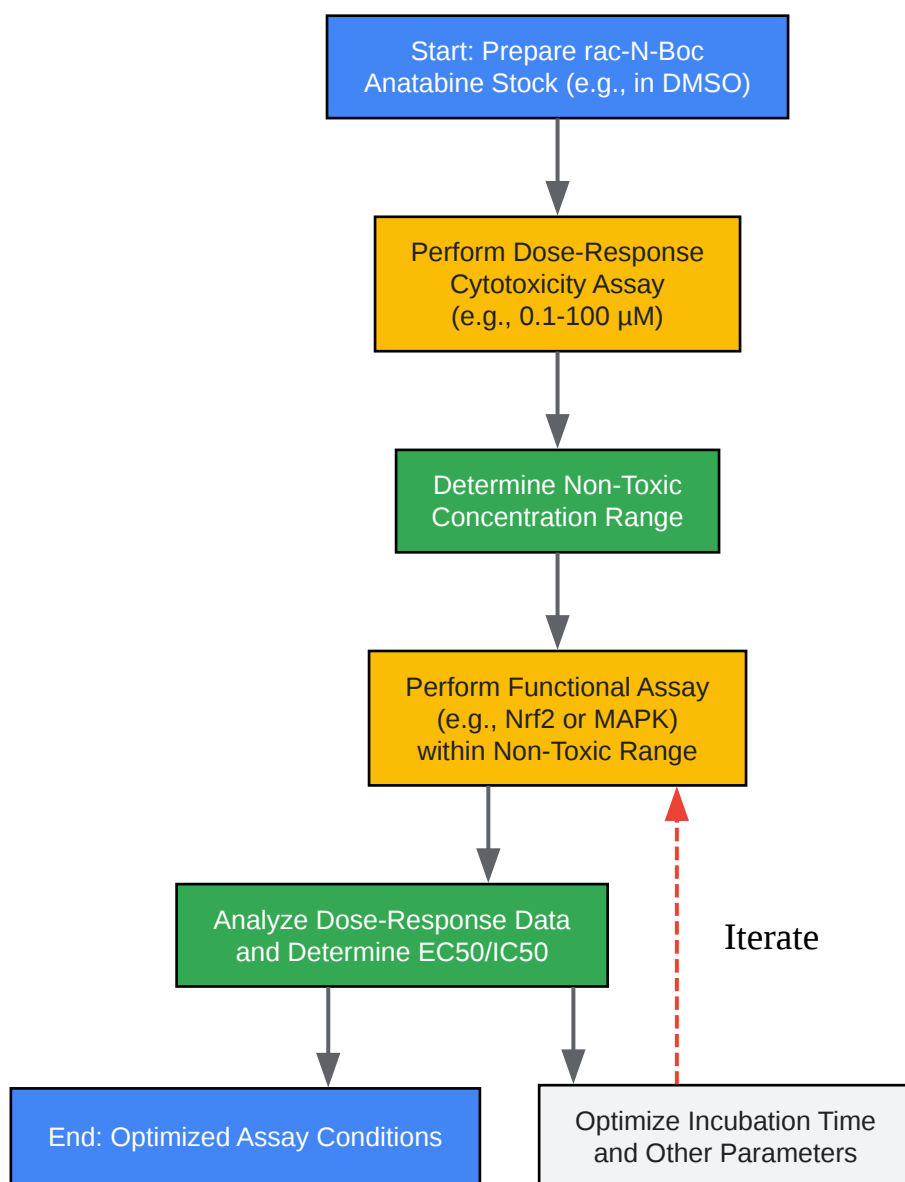 Start: Prepare rac-N-Boc
Anatabine Stock (e.g., in DMSO)
Perform Dose-Response
Cytotoxicity Assay
(e.g., 0.1-100 µM)
Determine Non-Toxic
Concentration Range
Perform Functional Assay
(e.g., Nrf2 or MAPK)
within Non-Toxic Range
Analyze Dose-Response Data
and Determine EC50/IC50
Iterate
End: Optimized Assay Conditions
Optimize Incubation Time
and Other Parameters